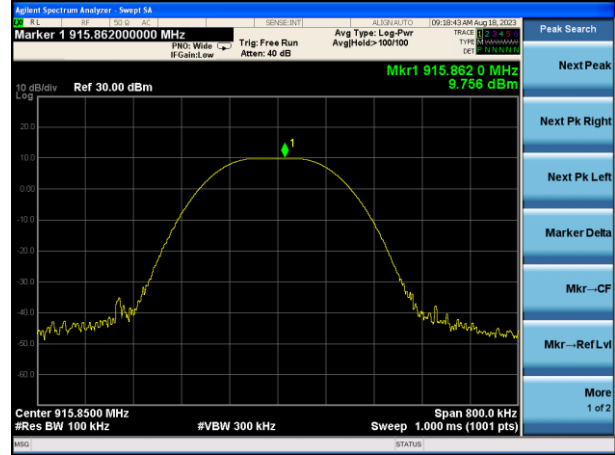 Agilent Spectrum Analyzer - Swept SA
RL RF 50 Ω AC SENSE:INT ALIGNAUTO 09:18:43 AM Aug 18, 2023
Marker 1 915.862000000 MHz
PNO: Wide
IFGain:Low
Trig: Free Run
Atten: 40 dB
Avg Type: Log-Pwr
Avg|Hold:>100/100
TRACE 1 2 3 4 5 6
TYPE M
DET P N N N N N
Mkr1 915.862 0 MHz
9.756 dBm
10 dB/div Ref 30.00 dBm
Log
20.0
10.0
0.00
-10.0
-20.0
-30.0
-40.0
-50.0
-60.0
1
Center 915.8500 MHz
Span 800.0 kHz
#Res BW 100 kHz #VBW 300 kHz Sweep 1.000 ms (1001 pts)
MSG STATUS
Peak Search
Next Peak
Next Pk Right
Next Pk Left
Marker Delta
Mkr→CF
Mkr→Ref Lvl
More
1 of 2